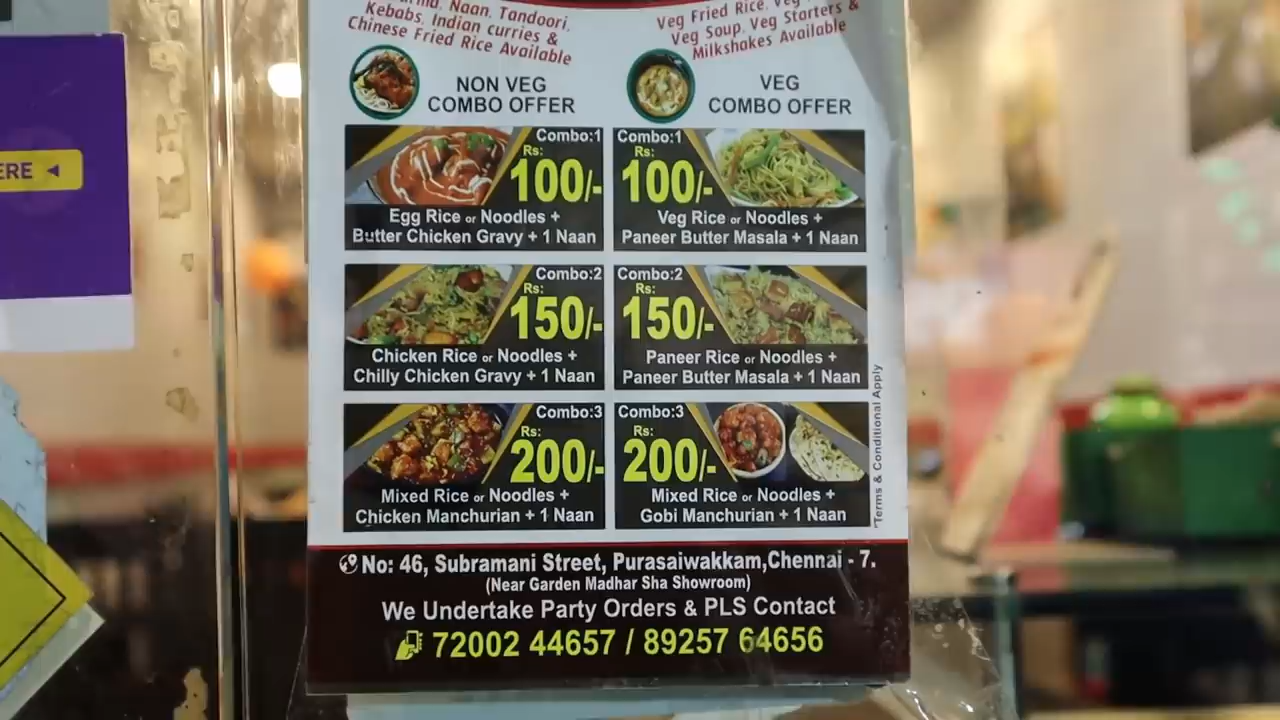 ERE
Naan, Tandoori,
Kebabs, Indian curries &
Chinese Fried Rice Available
Veg Fried Rice, Veg
Veg Soup, Veg Starters &
Milkshakes Available
NON VEG
COMBO OFFER
VEG
COMBO OFFER
Combo:1
Rs:
100/-
Egg Rice or Noodles +
Butter Chicken Gravy + 1 Naan
Combo:1
Rs:
100/-
Veg Rice or Noodles +
Paneer Butter Masala + 1 Naan
Combo:2
Rs:
150/-
Chicken Rice or Noodles +
Chilly Chicken Gravy + 1 Naan
Combo:2
Rs:
150/-
Paneer Rice or Noodles +
Paneer Butter Masala + 1 Naan
Combo:3
Rs:
200/-
Mixed Rice or Noodles +
Chicken Manchurian + 1 Naan
Combo:3
Rs:
200/-
Mixed Rice or Noodles +
Gobi Manchurian + 1 Naan
*Terms & Conditional Apply
No: 46, Subramani Street, Purasaiwakkam,Chennai - 7.
(Near Garden Madhar Sha Showroom)
We Undertake Party Orders & PLS Contact
72002 44657 / 89257 64656